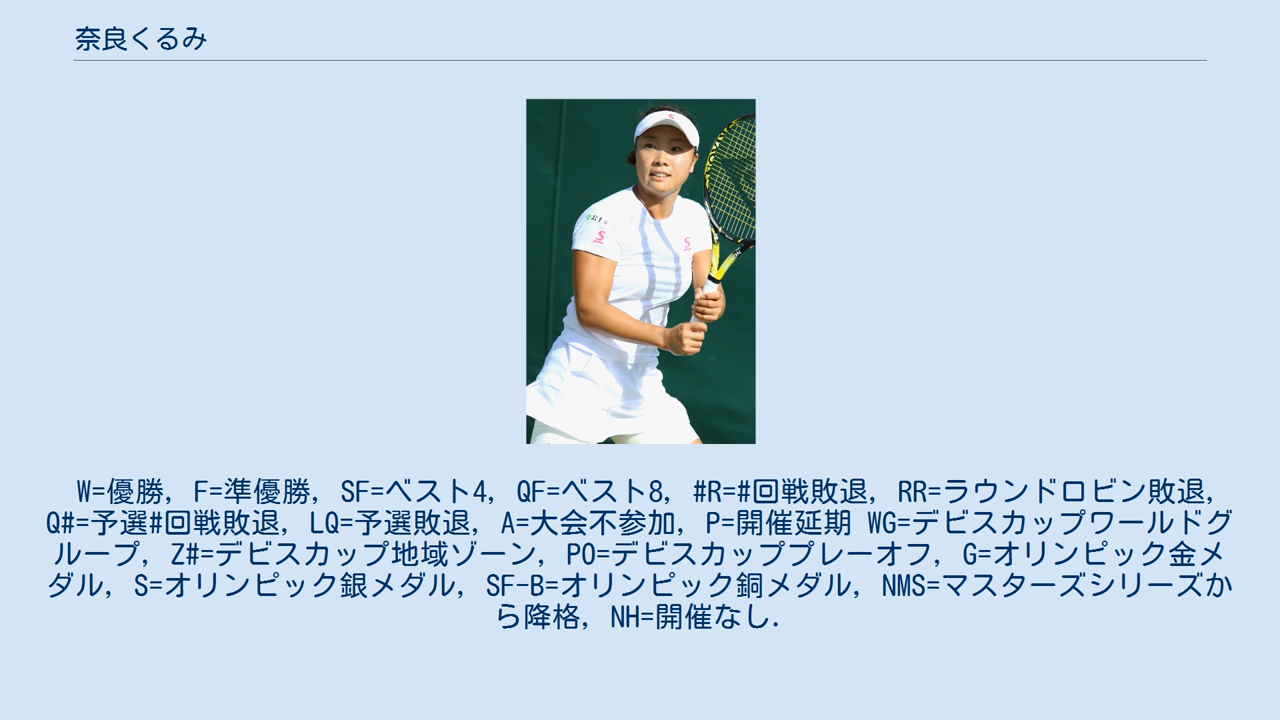 奈良くるみ
W=優勝, F=準優勝, SF=ベスト4, QF=ベスト8, #R=#回戦敗退, RR=ラウンドロビン敗退,
Q#=予選#回戦敗退, LQ=予選敗退, A=大会不参加, P=開催延期 WG=デビスカップワールドグ
ループ, Z#=デビスカップ地域ゾーン, PO=デビスカッププレーオフ, G=オリンピック金メ
ダル, S=オリンピック銀メダル, SF-B=オリンピック銅メダル, NMS=マスターズシリーズか
ら降格, NH=開催なし.